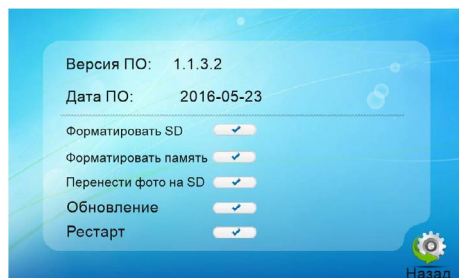 Версия ПО: 1.1.3.2
Дата ПО: 2016-05-23
Форматировать SD
Форматировать память
Перенести фото на SD
Обновление
Рестарт
Назад